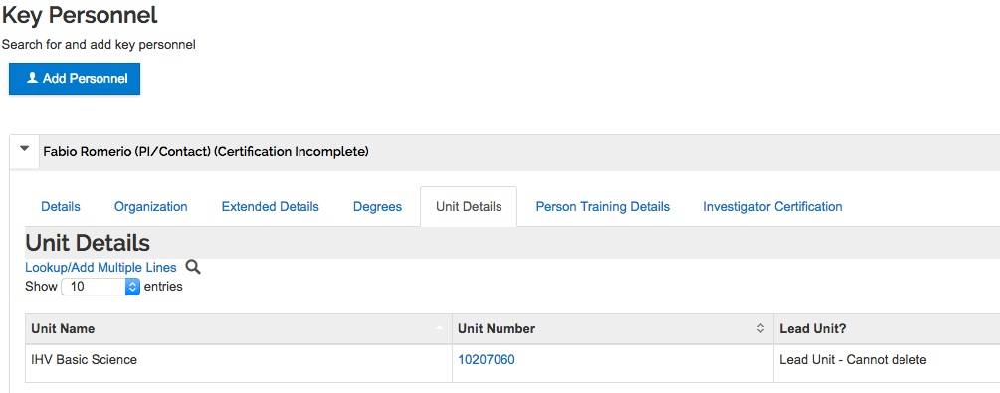 Key Personnel
Search for and add key personnel
Add Personnel
Fabio Romerio (PI/Contact) (Certification Incomplete)
Details Organization Extended Details Degrees Unit Details Person Training Details Investigator Certification
Unit Details
Lookup/Add Multiple Lines
Show 10 entries
Unit Name Unit Number Lead Unit?
IHV Basic Science 10207060 Lead Unit - Cannot delete